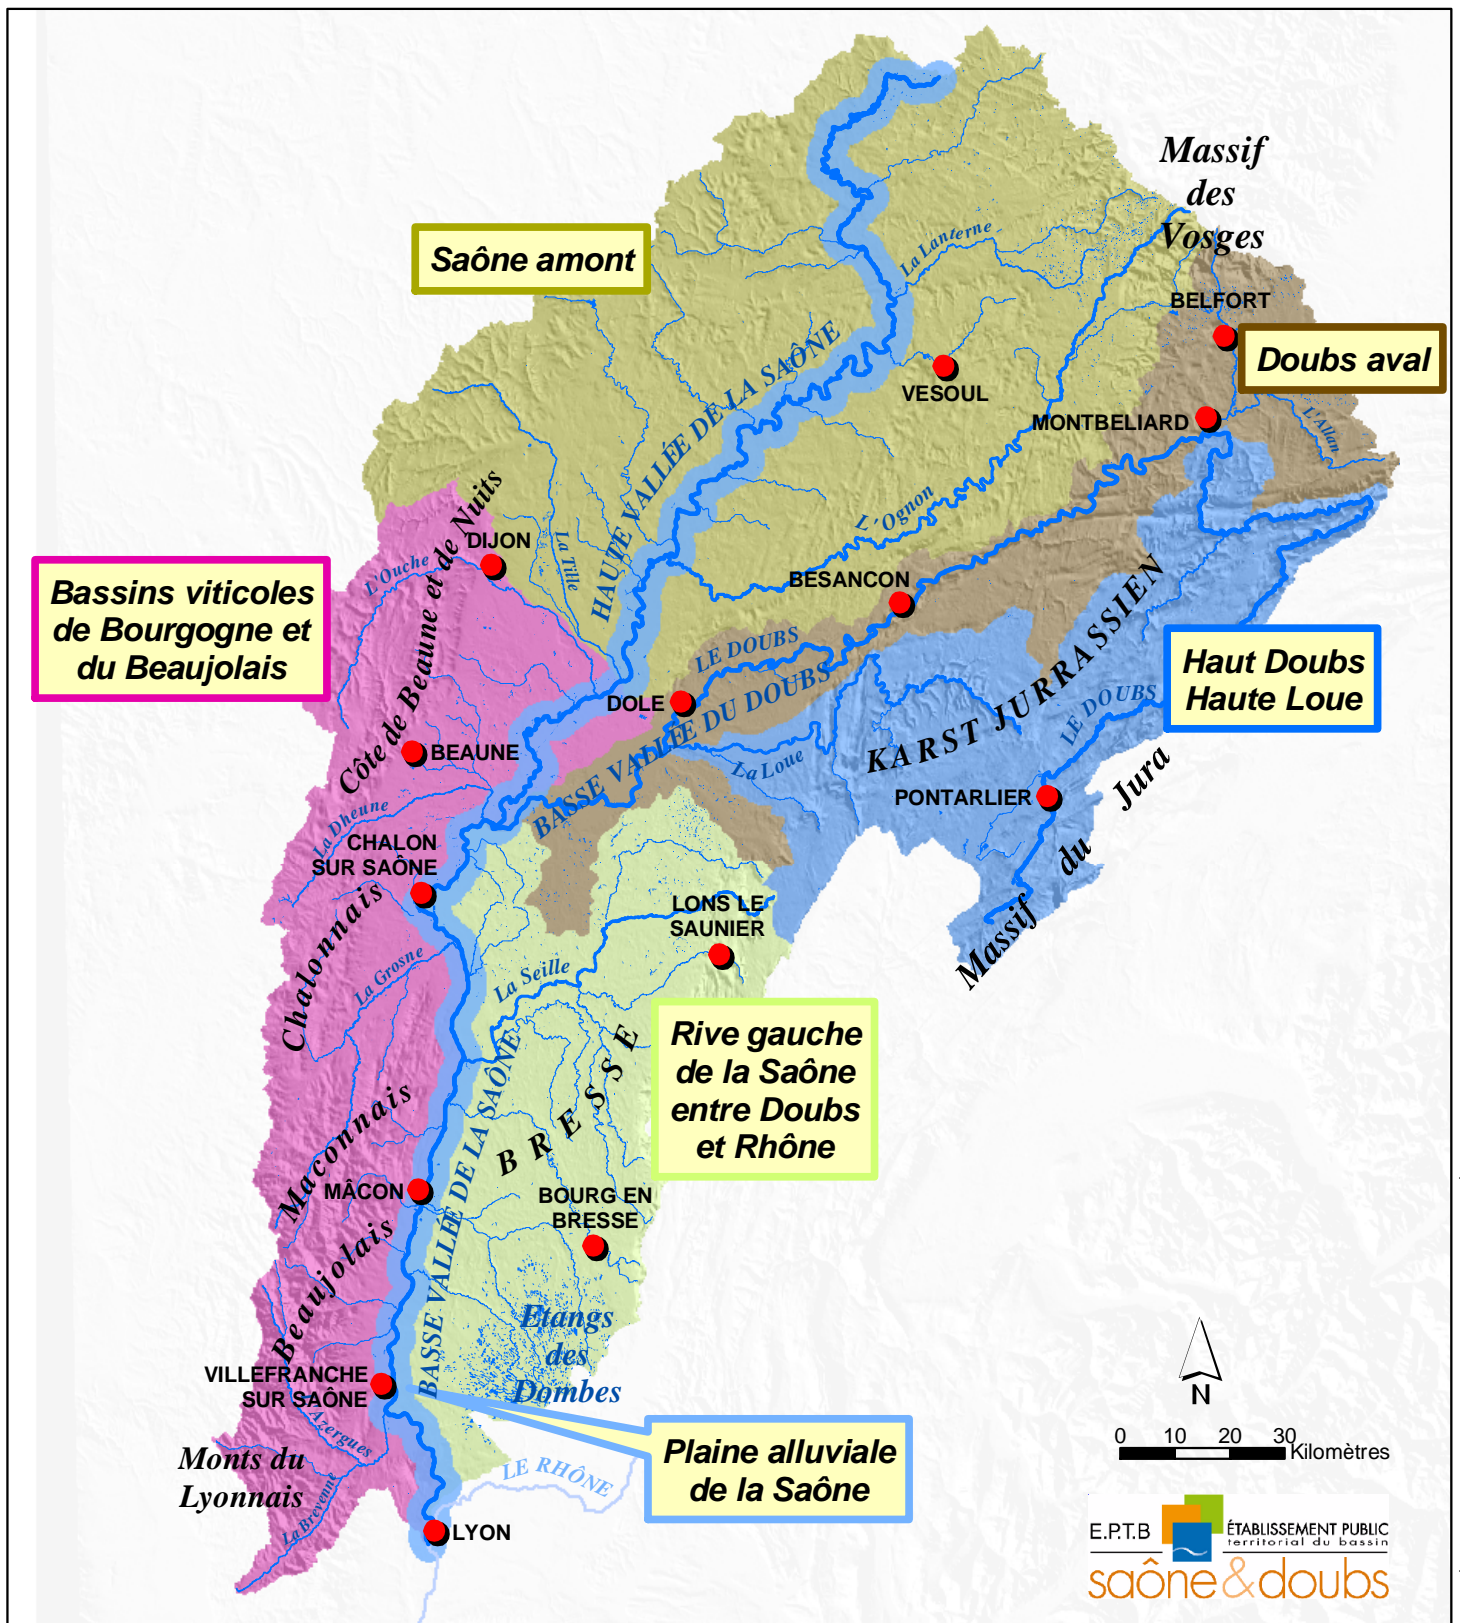 Massif
des
Vosges
Saône amont
La Lanterne
BELFORT
Doubs aval
VESOUL
MONTBELIARD
L'Allan
HAUTE VALLÉE DE LA SAÔNE
L'Ognon
Côte de Beaune et de Nuits
DIJON
La Tille
L'Ouche
Bassins viticoles
de Bourgogne et
du Beaujolais
BESANCON
KARST JURRASSIEN
LE DOUBS
Haut Doubs
Haute Loue
LE DOUBS
DOLE
BASSE VALLÉE DU DOUBS
BEAUNE
La Loue
PONTARLIER
Massif du Jura
La Dheune
CHALON
SUR SAÔNE
Chalonnais
LONS LE
SAUNIER
La Grosne
La Seille
Rive gauche
de la Saône
entre Doubs
et Rhône
BRESSE
Maconnais
MÂCON
BASSE VALLÉE DE LA SAÔNE
BOURG EN
BRESSE
Beaujolais
Etangs
des
Dombes
VILLEFRANCHE
SUR SAÔNE
Azergues
Monts du
Lyonnais
La Brevenne
Plaine alluviale
de la Saône
LE RHÔNE
LYON
N
0 10 20 30
Kilomètres
E.P.T.B
ÉTABLISSEMENT PUBLIC
territorial du bassin
saône&doubs